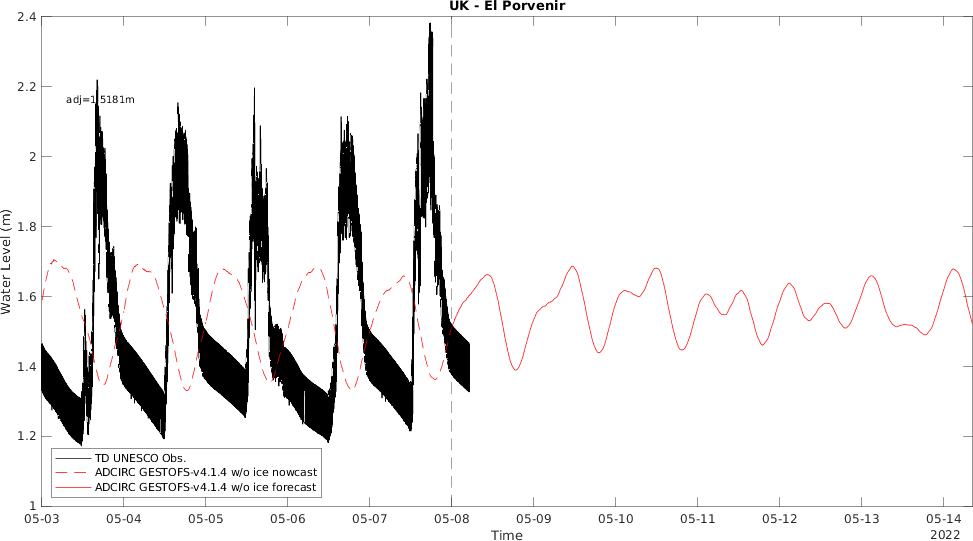 UK - El Porvenir
2.4
2.2
2
1.8
1.6
1.4
1.2
1
Water Level (m)
adj=1.5181m
TD UNESCO Obs.
ADCIRC GESTOFS-v4.1.4 w/o ice nowcast
ADCIRC GESTOFS-v4.1.4 w/o ice forecast
05-03 05-04 05-05 05-06 05-07 05-08 05-09 05-10 05-11 05-12 05-13 05-14
2022
Time